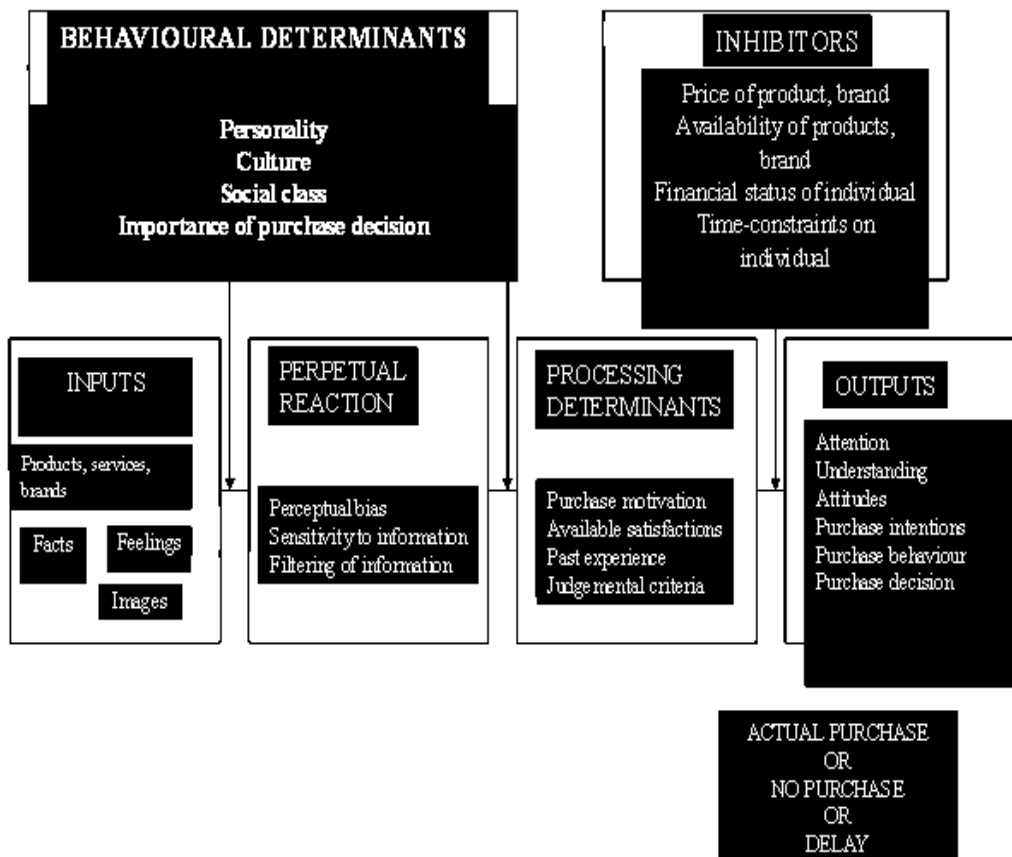 BEHAVIOURAL DETERMINANTS
Personality
Culture
Social class
Importance of purchase decision
INHIBITORS
Price of product, brand
Availability of products,
brand
Financial status of individual
Time-constraints on
individual
INPUTS
Products, services,
brands
Facts
Feelings
Images
PERPETUAL
REACTION
Perceptual bias
Sensitivity to information
Filtering of information
PROCESSING
DETERMINANTS
Purchase motivation
Available satisfactions
Past experience
Judgemental criteria
OUTPUTS
Attention
Understanding
Attitudes
Purchase intentions
Purchase behaviour
Purchase decision
ACTUAL PURCHASE
OR
NO PURCHASE
OR
DELAY